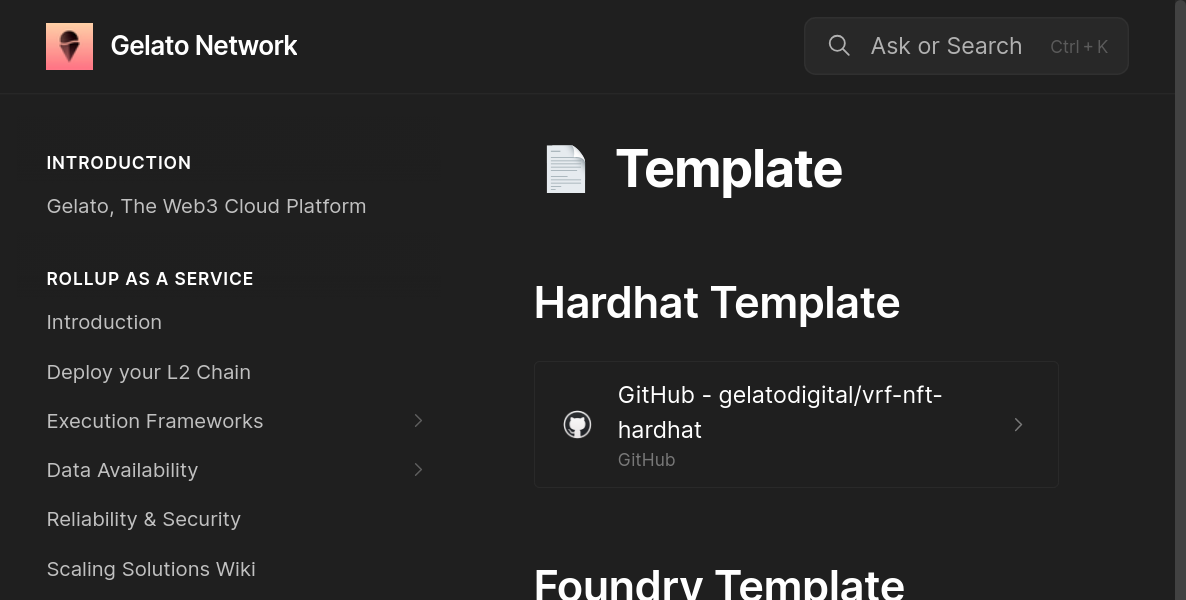 Gelato Network
Ask or Search Ctrl + K
INTRODUCTION
Gelato, The Web3 Cloud Platform
ROLLUP AS A SERVICE
Introduction
Deploy your L2 Chain
Execution Frameworks
Data Availability
Reliability & Security
Scaling Solutions Wiki
Template
Hardhat Template
GitHub - gelatodigital/vrf-nft-
hardhat
GitHub
Foundry Template